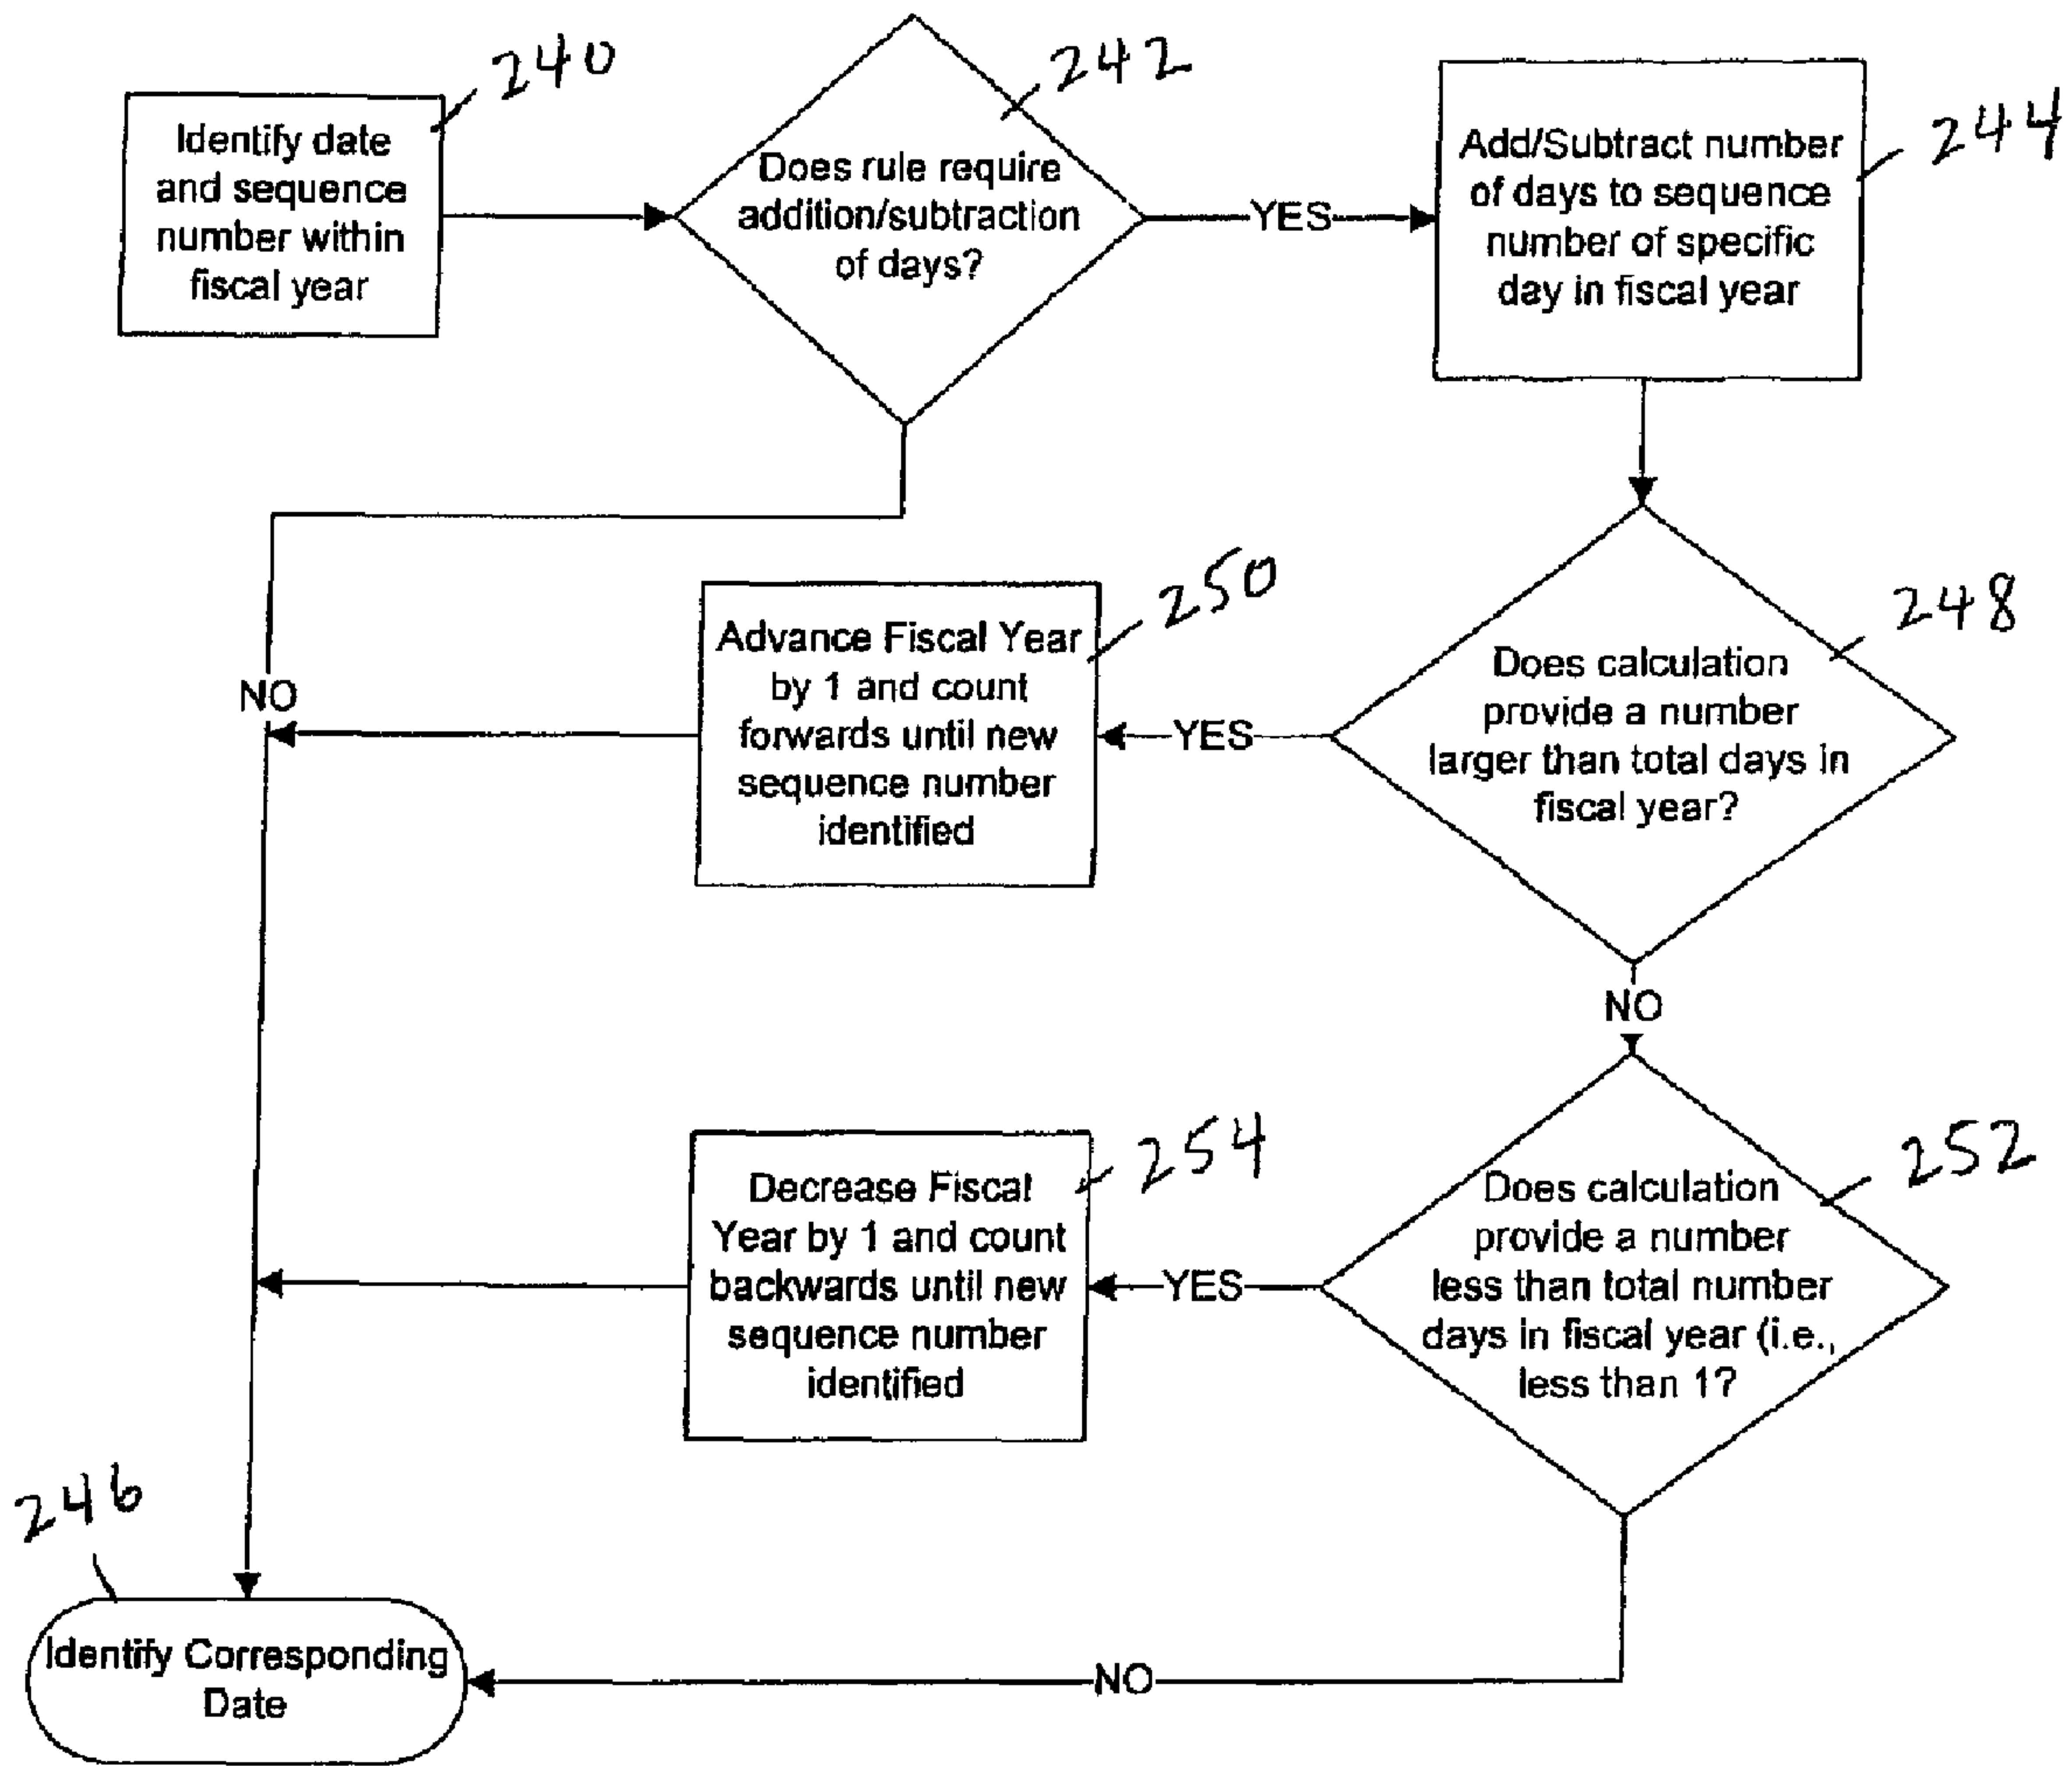 240
Identify date
and sequence
number within
fiscal year
242
Does rule require
addition/subtraction
of days?
YES
244
Add/Subtract number
of days to sequence
number of specific
day in fiscal year
NO
250
Advance Fiscal Year
by 1 and count
forwards until new
sequence number
identified
YES
248
Does calculation
provide a number
larger than total days in
fiscal year?
NO
254
Decrease Fiscal
Year by 1 and count
backwards until new
sequence number
identified
YES
252
Does calculation
provide a number
less than total number
days in fiscal year (i.e.,
less than 1?
246
Identify Corresponding
Date
NO